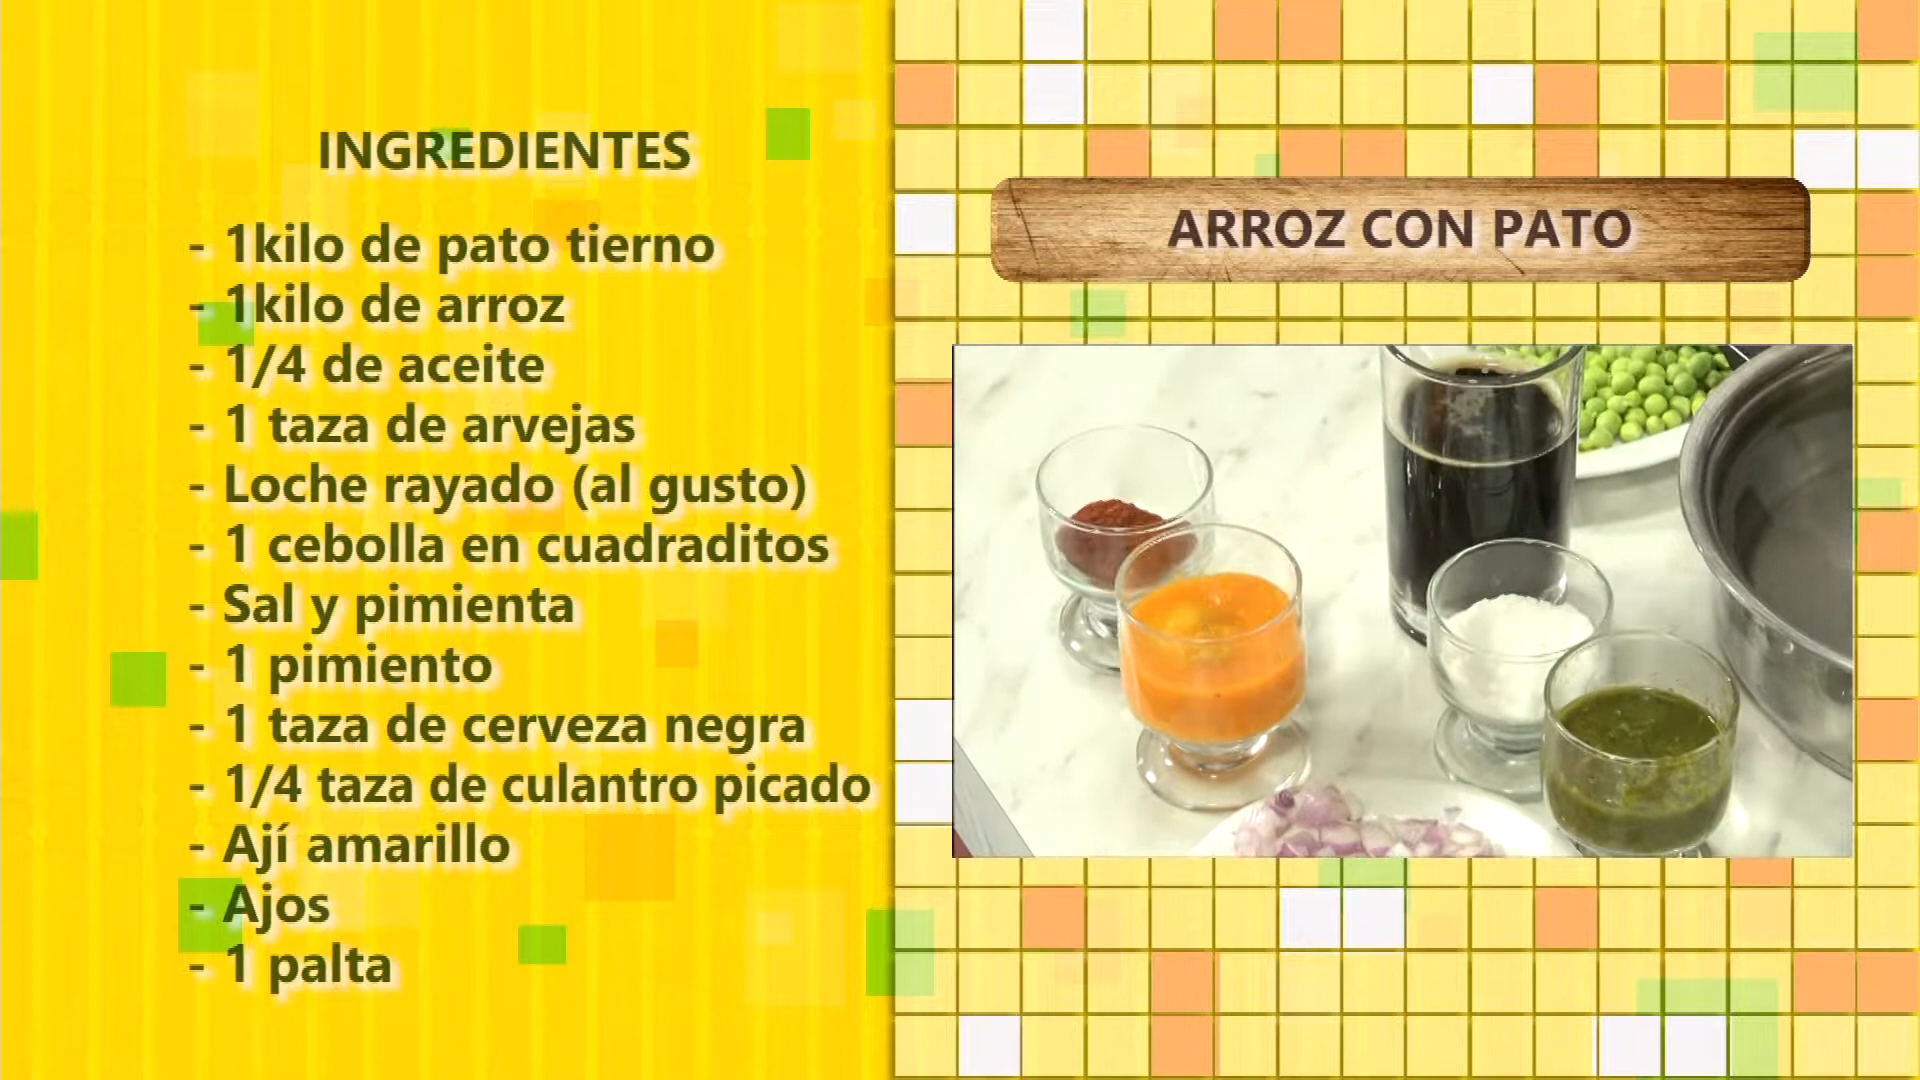 INGREDIENTES
- 1kilo de pato tierno
- 1kilo de arroz
- 1/4 de aceite
- 1 taza de arvejas
- Loche rayado (al gusto)
- 1 cebolla en cuadraditos
- Sal y pimienta
- 1 pimiento
- 1 taza de cerveza negra
- 1/4 taza de culantro picado
- Ají amarillo
- Ajos
- 1 palta
ARROZ CON PATO